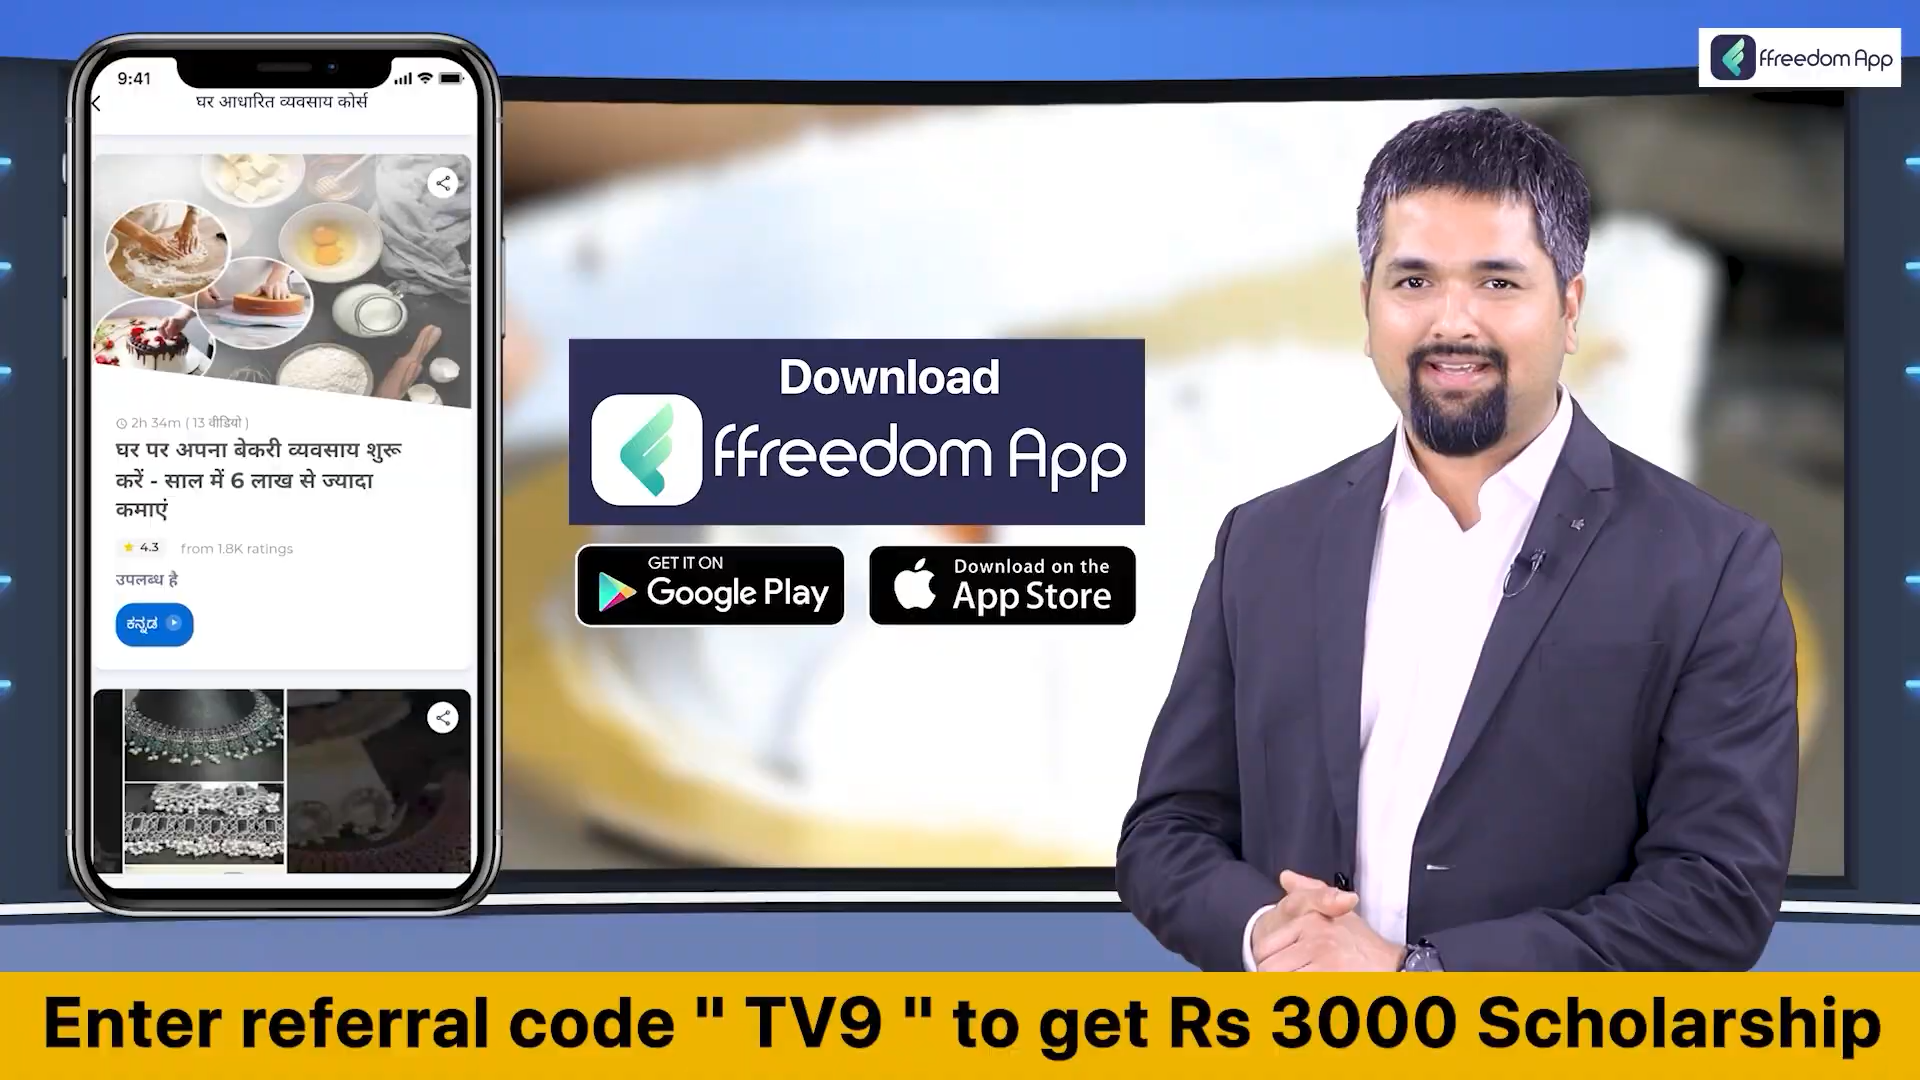 9:41
घर आधारित व्यवसाय कोर्स
2h 34m ( 13 वीडियो )
घर पर अपना बेकरी व्यवसाय शुरू
करें - साल में 6 लाख से ज्यादा
कमाएं
4.3 from 1.8K ratings
उपलब्ध है
ಕನ್ನಡ
ffreedom App
Download
ffreedom App
GET IT ON
Google Play
Download on the
App Store
Enter referral code " TV9 " to get Rs 3000 Scholarship